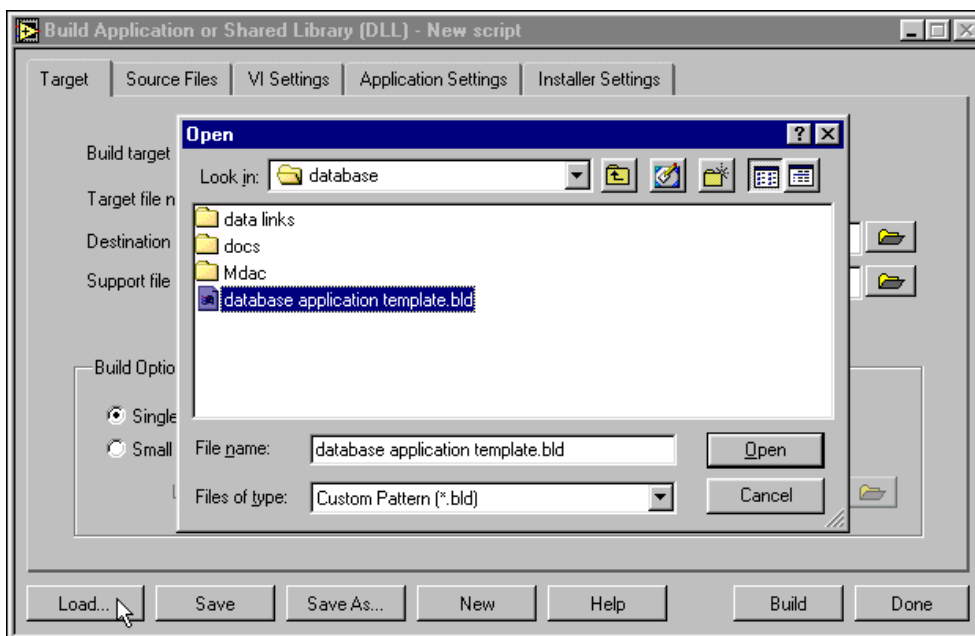 Build Application or Shared Library (DLL) - New script
Target Source Files VI Settings Application Settings Installer Settings
Open
Build target
Look in: database
Target file n
data links
Destination
docs
Support file
Mdac
database application template.bld
Build Optio
Single
File name: database application template.bld Open
Small
Files of type: Custom Pattern (*.bld) Cancel
Load... Save Save As... New Help Build Done